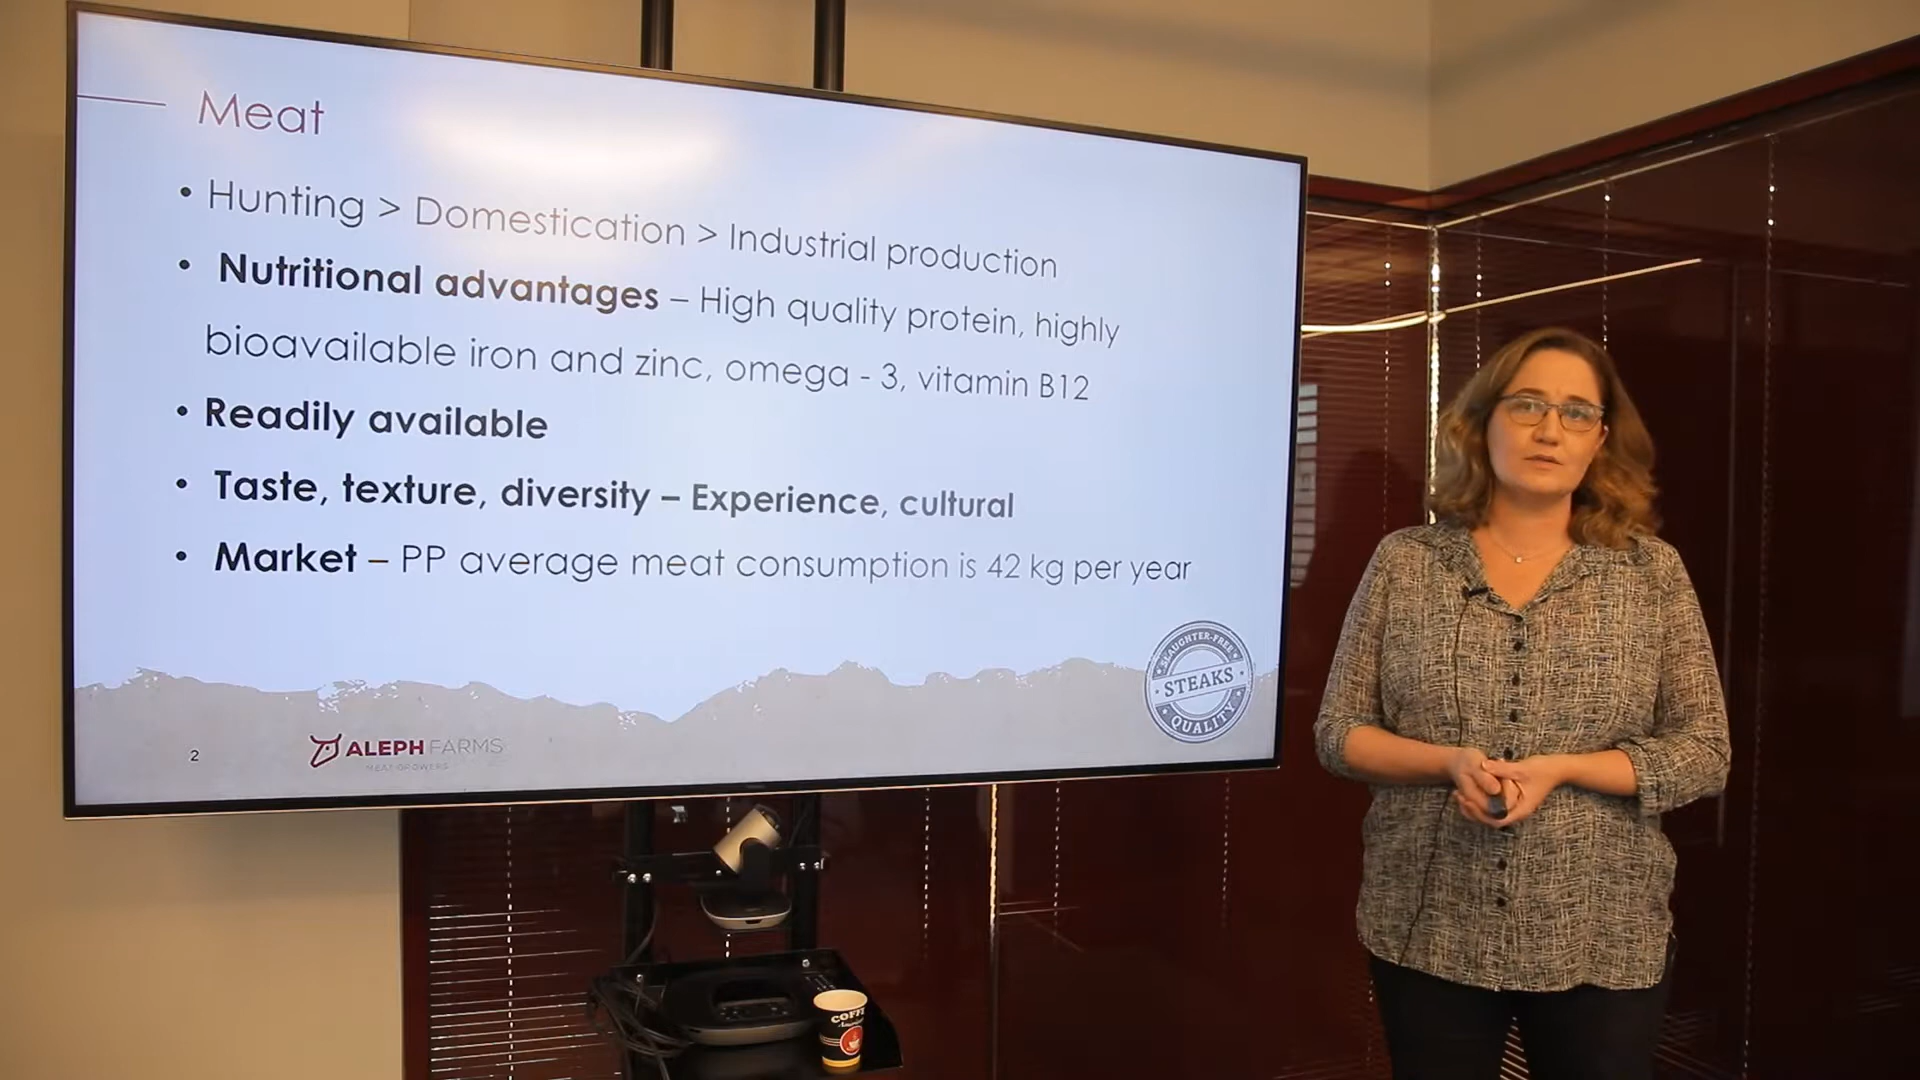 Meat
• Hunting > Domestication > Industrial production
• Nutritional advantages – High quality protein, highly
bioavailable iron and zinc, omega - 3, vitamin B12
• Readily available
• Taste, texture, diversity – Experience, cultural
• Market – PP average meat consumption is 42 kg per year
SLAUGHTER-FREE
STEAKS
QUALITY
2
ALEPH FARMS
MEAT GROWERS
COFFE